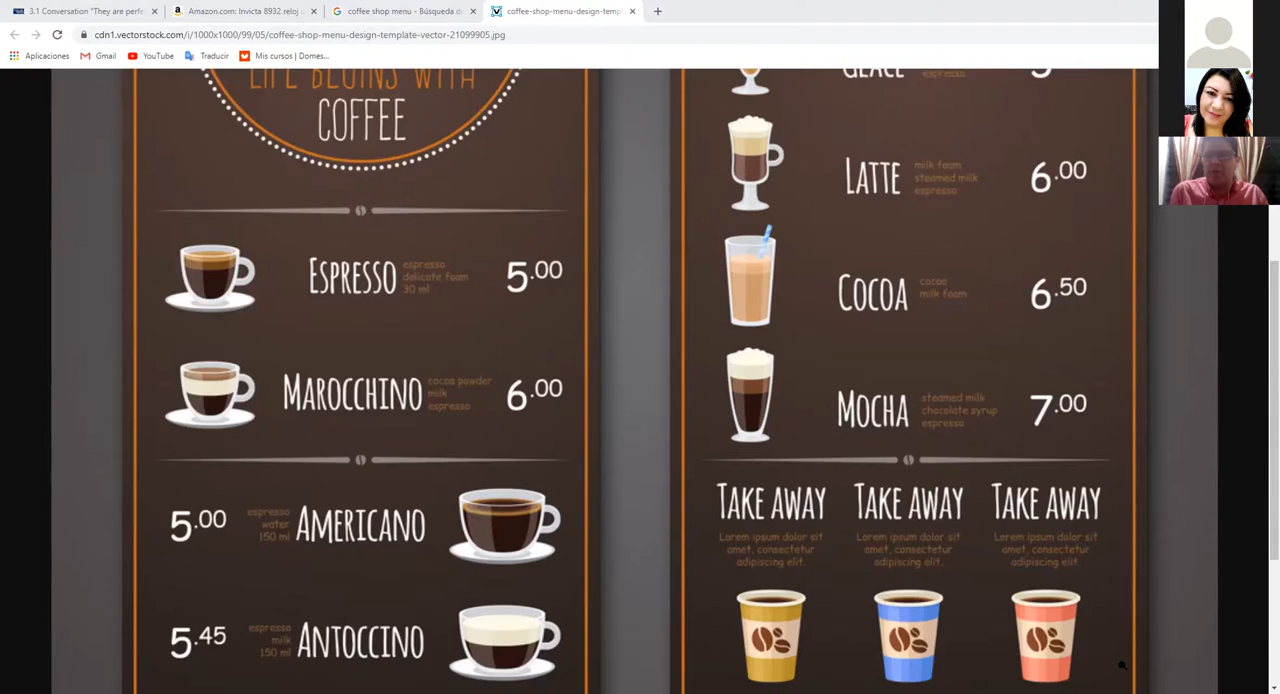 3.1 Conversation "They are perfe
Amazon.com: Invicta 8932 reloj d
coffee shop menu - Búsqueda d
coffee-shop-menu-design-templ
cdn1.vectorstock.com/i/1000x1000/99/05/coffee-shop-menu-design-template-vector-21099905.jpg
Aplicaciones
Gmail
YouTube
Traducir
Mis cursos | Domes...
LIFE BEGINS WITH
COFFEE
ESPRESSO
espresso
delicate foam
30 ml
5.00
MAROCCHINO
cocoa powder
milk
espresso
6.00
5.00
espresso
water
150 ml
AMERICANO
5.45
espresso
milk
150 ml
ANTOCCINO
GLACE
espresso
LATTE
milk foam
steamed milk
espresso
6.00
COCOA
cocoa
milk foam
6.50
MOCHA
steamed milk
chocolate syrup
espresso
7.00
TAKE AWAY
Lorem ipsum dolor sit
amet, consectetur
adipiscing elit.
TAKE AWAY
Lorem ipsum dolor sit
amet, consectetur
adipiscing elit.
TAKE AWAY
Lorem ipsum dolor sit
amet, consectetur
adipiscing elit.